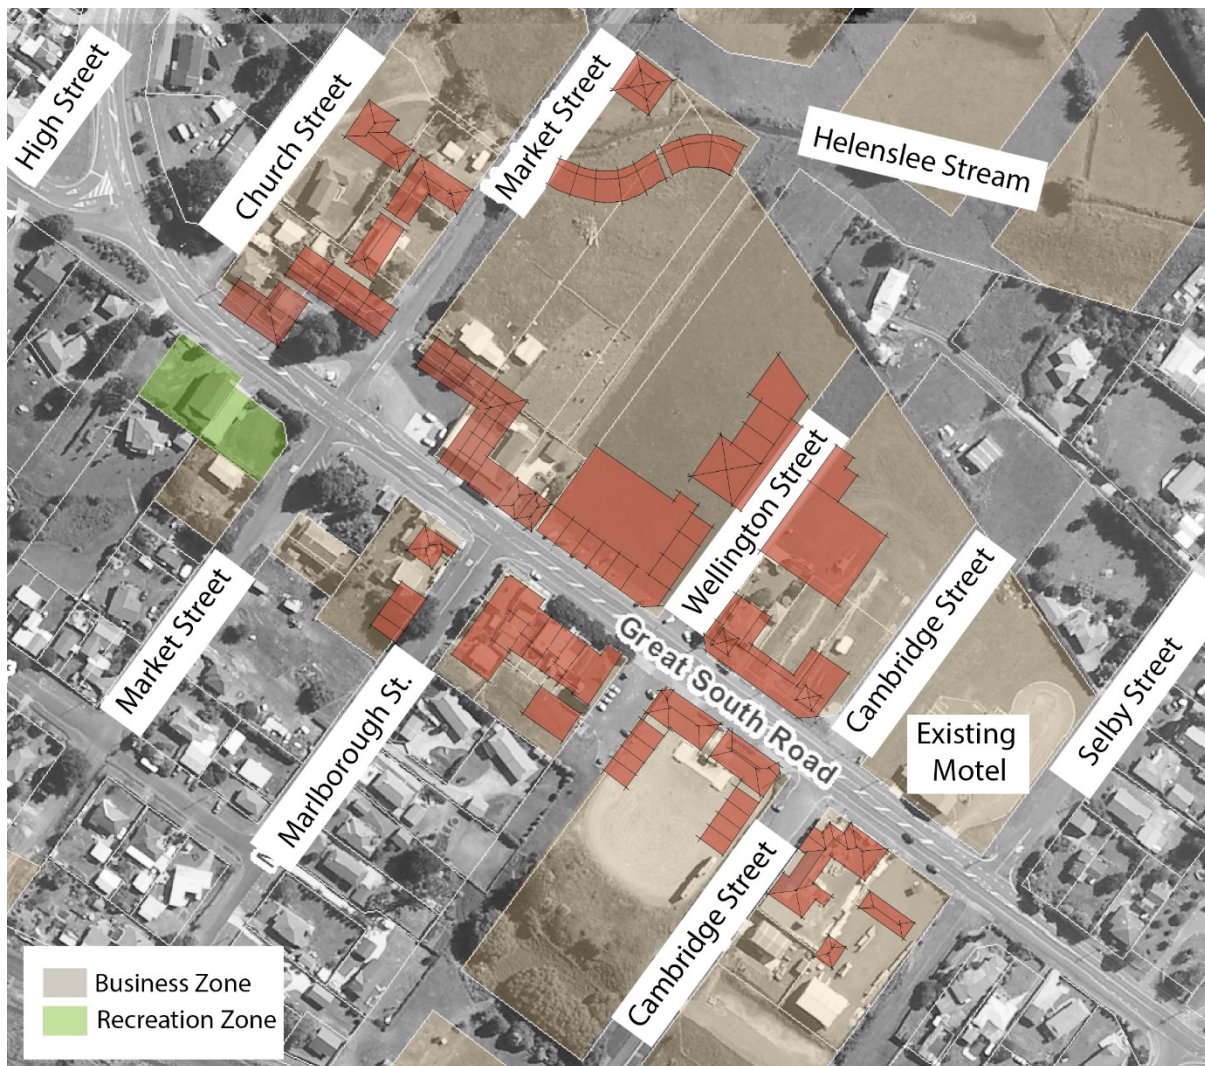 High Street
Church Street
Market Street
Helenslee Stream
Wellington Street
Great South Road
Market Street
Marlborough St.
Cambridge Street
Existing
Motel
Selby Street
Cambridge Street
Business Zone
Recreation Zone